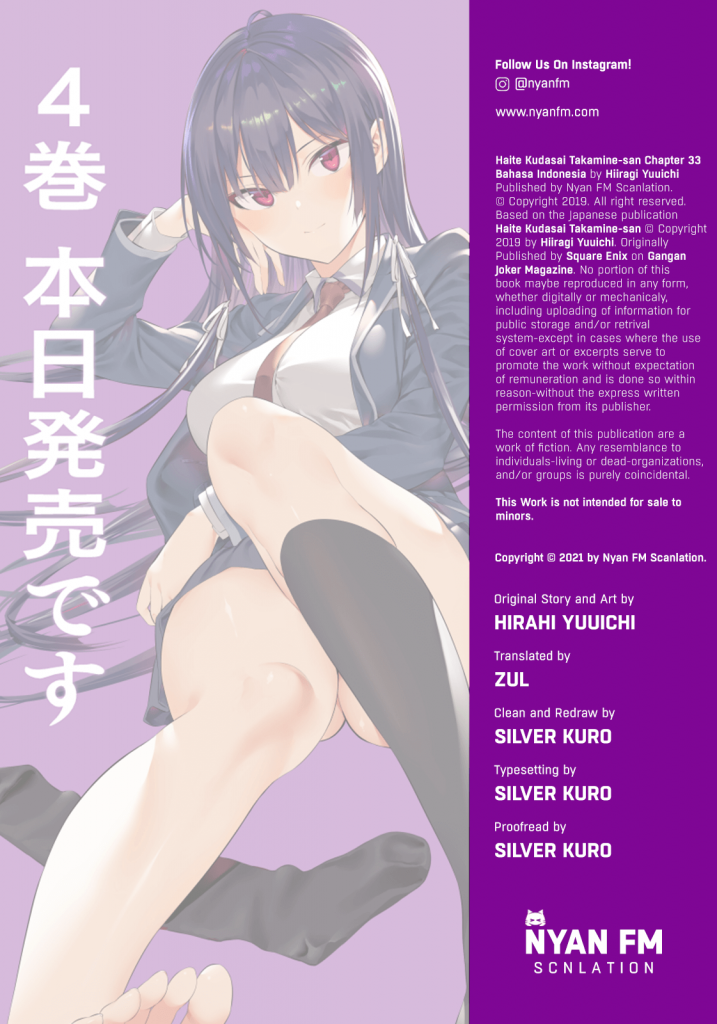 4巻 本日発売です
Follow Us On Instagram!
@nyanfm
www.nyanfm.com
Haite Kudasai Takamine-san Chapter 33
Bahasa Indonesia by Hiiragi Yuuichi
Published by Nyan FM Scanlation.
© Copyright 2019. All right reserved.
Based on the Japanese publication
Haite Kudasai Takamine-san © Copyright
2019 by Hiiragi Yuuichi. Originally
Published by Square Enix on Gangan
Joker Magazine. No portion of this
book maybe reproduced in any form,
whether digitally or mechanicaly,
including uploading of information for
public storage and/or retrival
system-except in cases where the use
of cover art or excerpts serve to
promote the work without expectation
of remuneration and is done so within
reason-without the express written
permission from its publisher.
The content of this publication are a
work of fiction. Any resemblance to
individuals-living or dead-organizations,
and/or groups is purely coincidental.
This Work is not intended for sale to
minors.
Copyright © 2021 by Nyan FM Scanlation.
Original Story and Art by
HIRAHI YUUICHI
Translated by
ZUL
Clean and Redraw by
SILVER KURO
Typesetting by
SILVER KURO
Proofread by
SILVER KURO
NYAN FM
SCNLATION